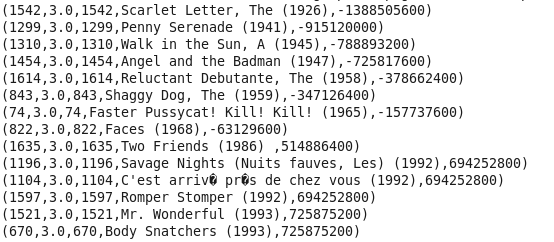 (1542,3.0,1542,Scarlet Letter, The (1926),-1388505600)
(1299,3.0,1299,Penny Serenade (1941),-915120000)
(1310,3.0,1310,Walk in the Sun, A (1945),-788893200)
(1454,3.0,1454,Angel and the Badman (1947),-725817600)
(1614,3.0,1614,Reluctant Debutante, The (1958),-378662400)
(843,3.0,843,Shaggy Dog, The (1959),-347126400)
(74,3.0,74,Faster Pussycat! Kill! Kill! (1965),-157737600)
(822,3.0,822,Faces (1968),-63129600)
(1635,3.0,1635,Two Friends (1986) ,514886400)
(1196,3.0,1196,Savage Nights (Nuits fauves, Les) (1992),694252800)
(1104,3.0,1104,C'est arriv� pr�s de chez vous (1992),694252800)
(1597,3.0,1597,Romper Stomper (1992),694252800)
(1521,3.0,1521,Mr. Wonderful (1993),725875200)
(670,3.0,670,Body Snatchers (1993),725875200)